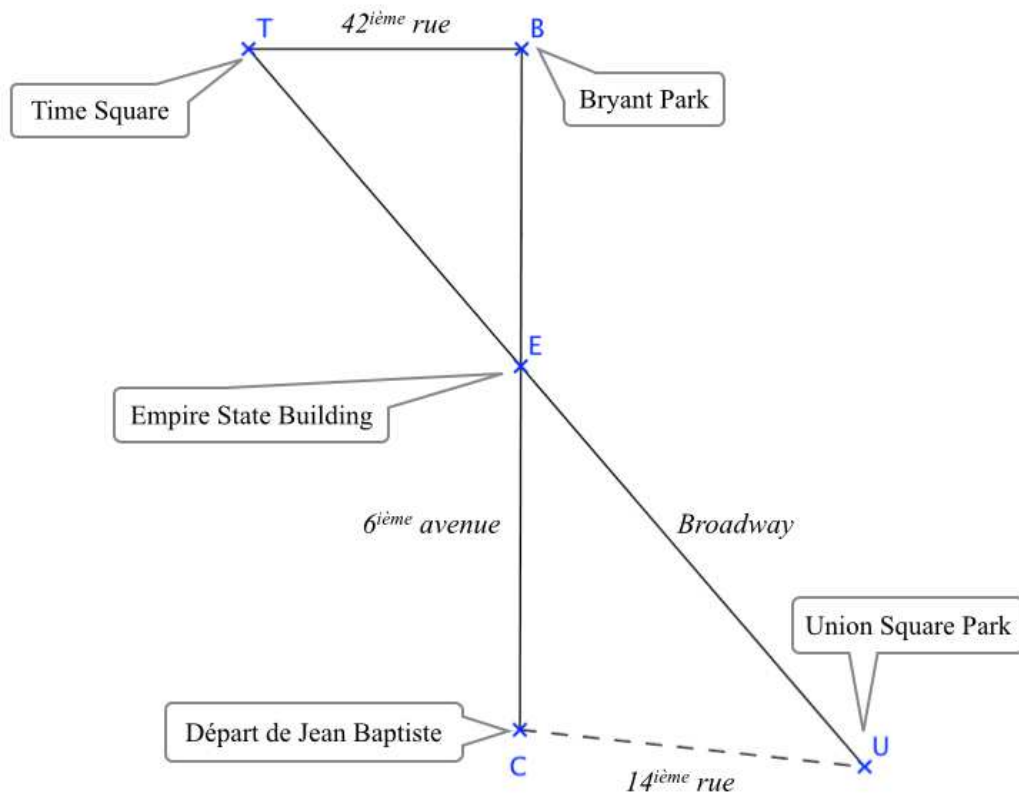 42ième rue
T
B
Time Square
Bryant Park
E
Empire State Building
6ième avenue
Broadway
Union Square Park
Départ de Jean Baptiste
C
U
14ième rue